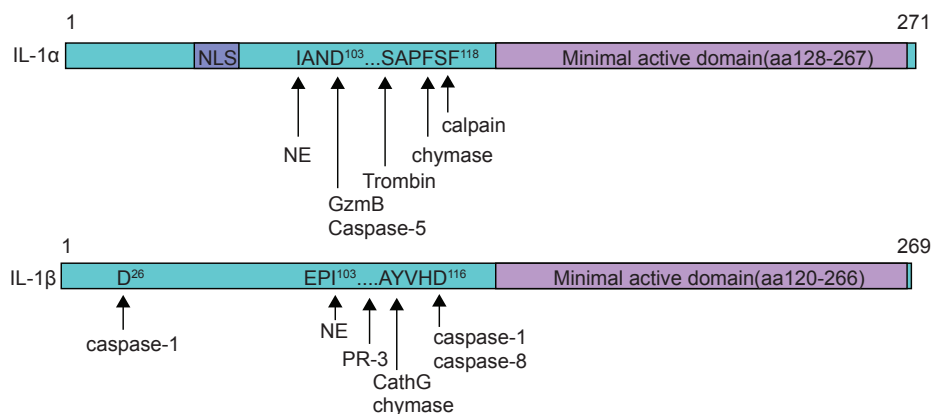 1 271
IL-1α NLS IAND103...SAPFSF118 Minimal active domain(aa128-267)
calpain
NE chymase
Trombin
GzmB
Caspase-5
1 269
IL-1β D26 EPI103....AYVHD116 Minimal active domain(aa120-266)
NE caspase-1
caspase-1 PR-3 caspase-8
CathG
chymase